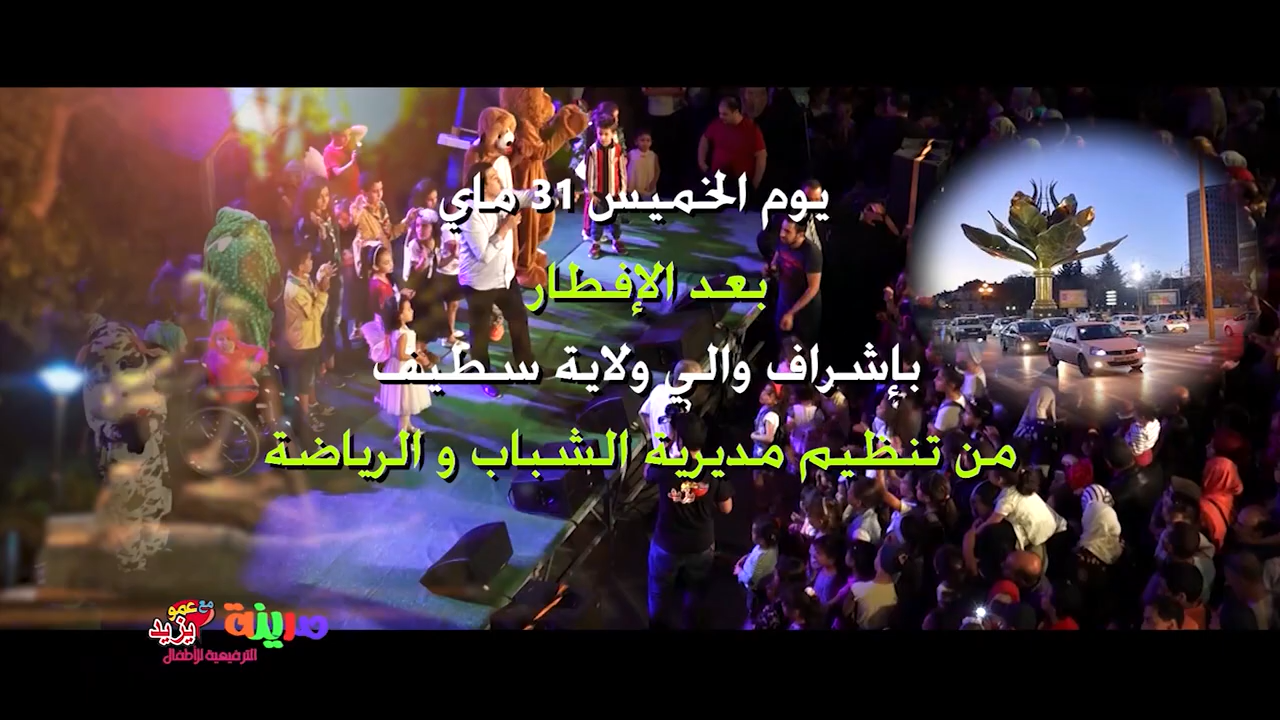 يوم الخميس 31 ماي
بعد الإفطار
بإشراف والي ولاية سطيف
من تنظيم مديرية الشباب و الرياضة
مع عمو
يزيد
الترفيهية للأطفال